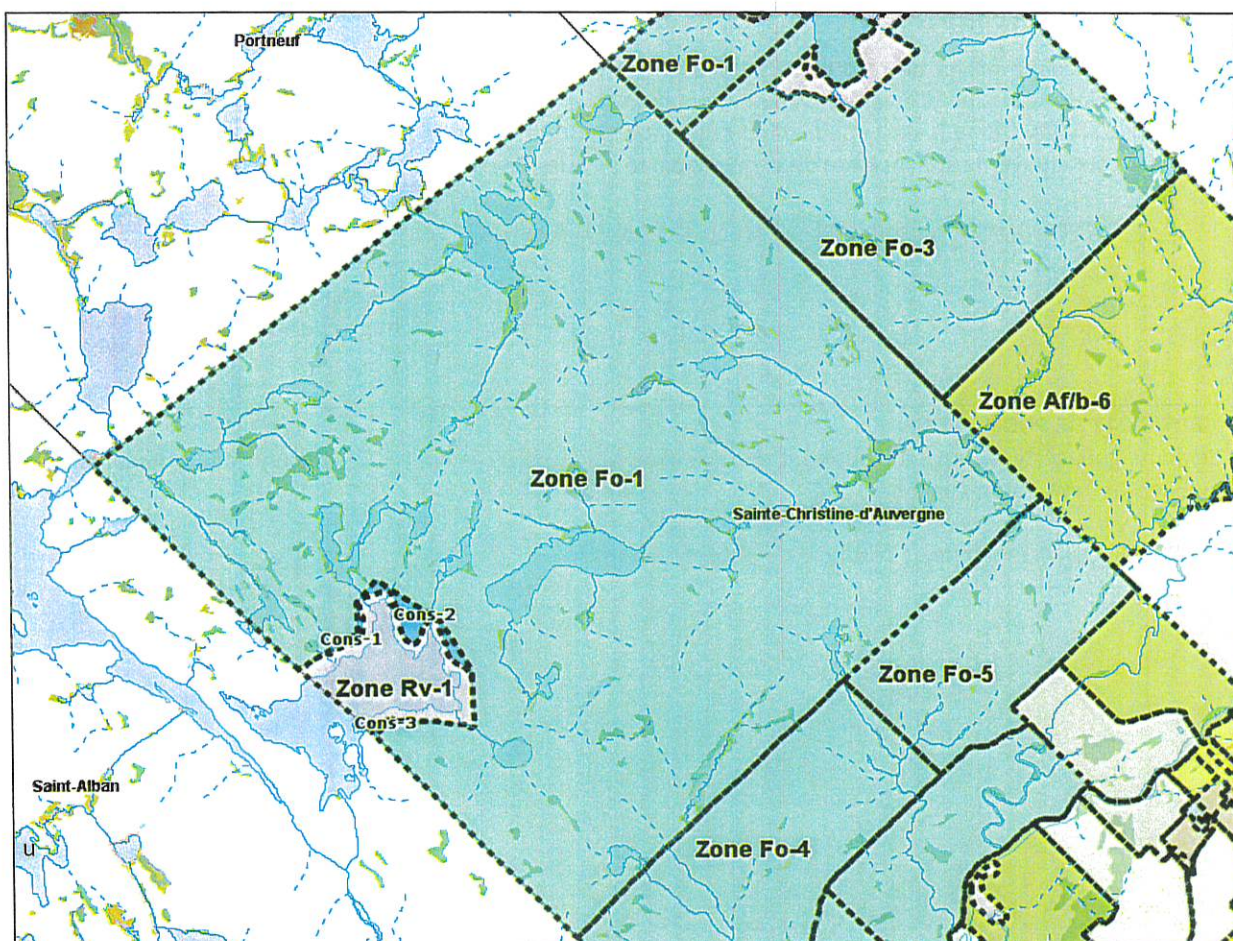 Portneuf
Zone Fo-1
Zone Fo-3
Zone Af/b-6
Zone Fo-1
Sainte-Christine-d'Auvergne
Cons-2
Cons-1
Zone Fo-5
Zone Rv-1
Cons-3
Saint-Alban
Zone Fo-4
u